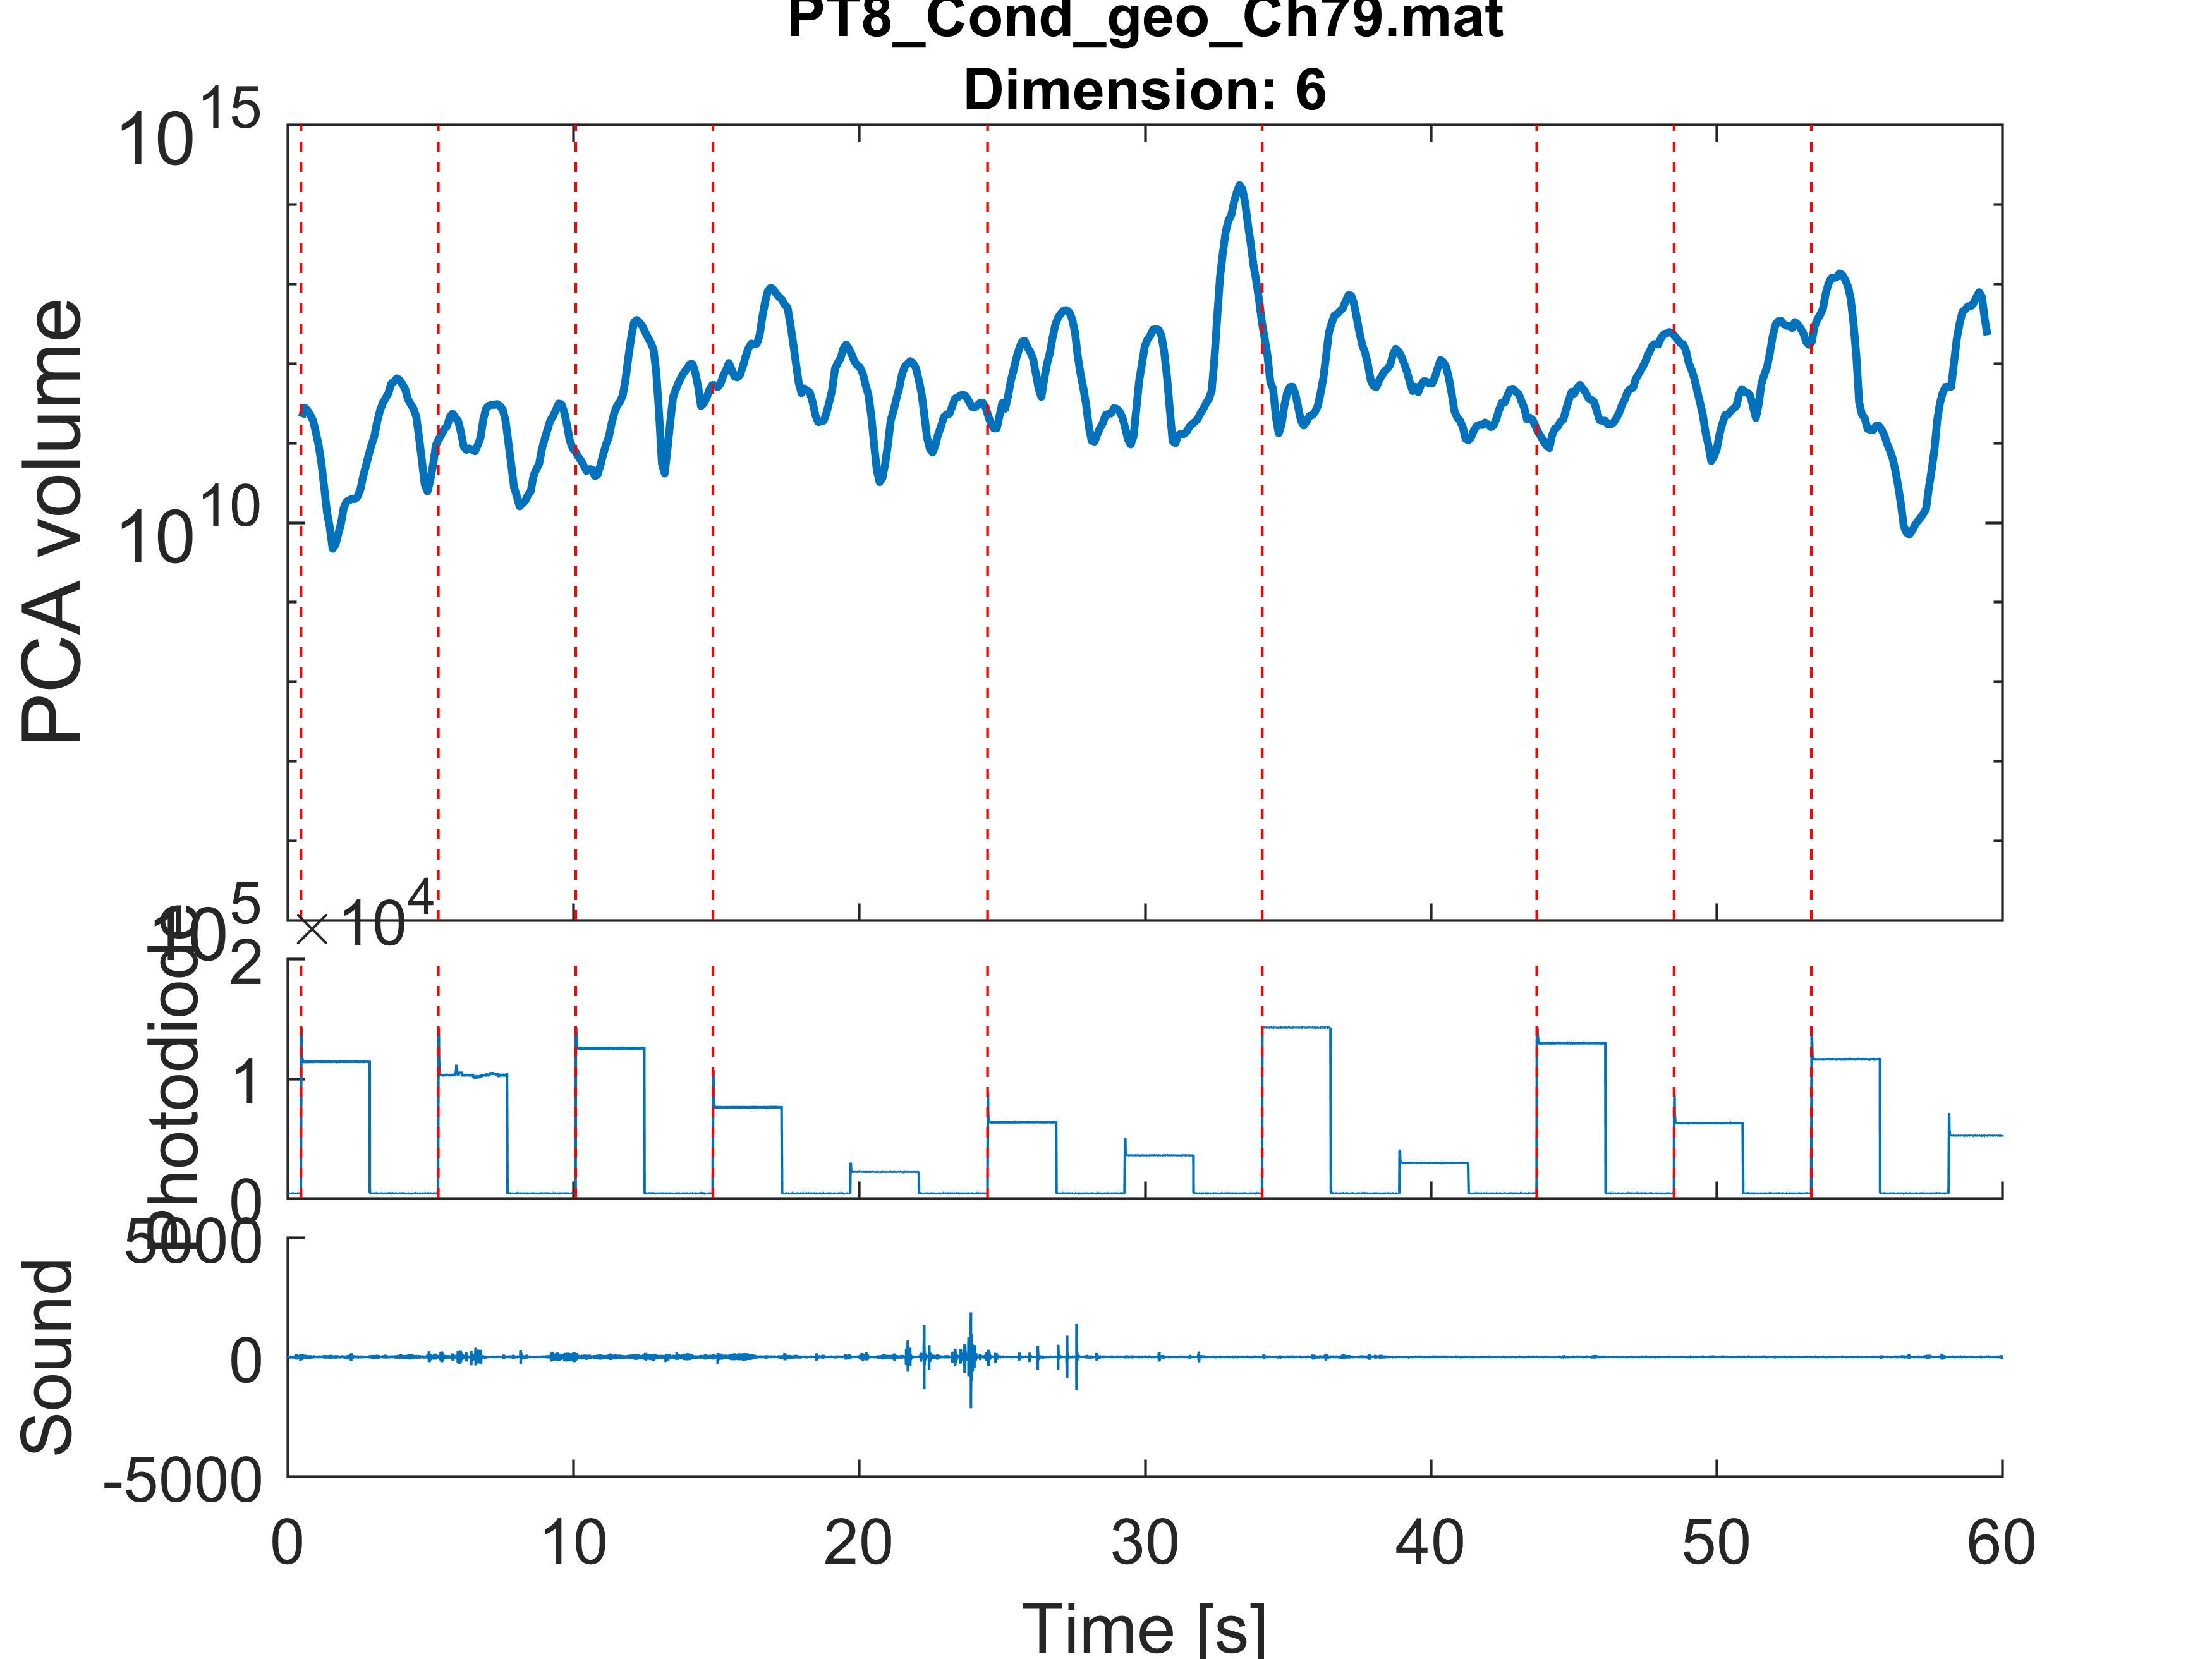 PT8_Cond_geo_Ch79.mat
Dimension: 6
10^15
10^10
10^5
PCA volume
×10^4
2
1
0
Photodiode
5000
0
-5000
Sound
0 10 20 30 40 50 60
Time [s]